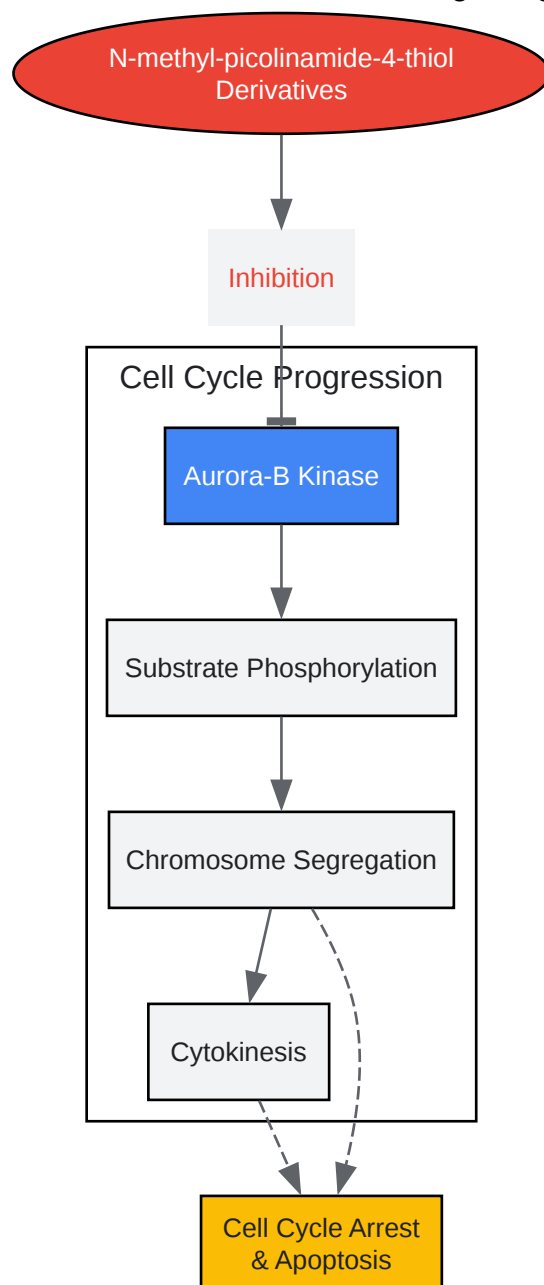 N-methyl-picolinamide-4-thiol
Derivatives
Inhibition
Cell Cycle Progression
Aurora-B Kinase
Substrate Phosphorylation
Chromosome Segregation
Cytokinesis
Cell Cycle Arrest
& Apoptosis